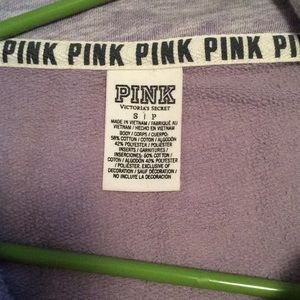 PINK PINK PINK PINK PINK
PINK
VICTORIA'S SECRET
S | P
MADE IN VIETNAM / FABRIQUÉ AU
VIETNAM / HECHO EN VIETNAM
BODY / CORPS / CUERPO:
58% COTTON / COTON / ALGODÓN
42% POLYESTER / POLIÉSTER
INSERTS / GARNITURES /
INSERCIONES: 60% COTTON /
COTON / ALGODÓN 40% POLYESTER
/ POLIÉSTER. EXCLUSIVE OF
DECORATION / SAUF DÉCORATION /
NO INCLUYE LA DECORACIÓN